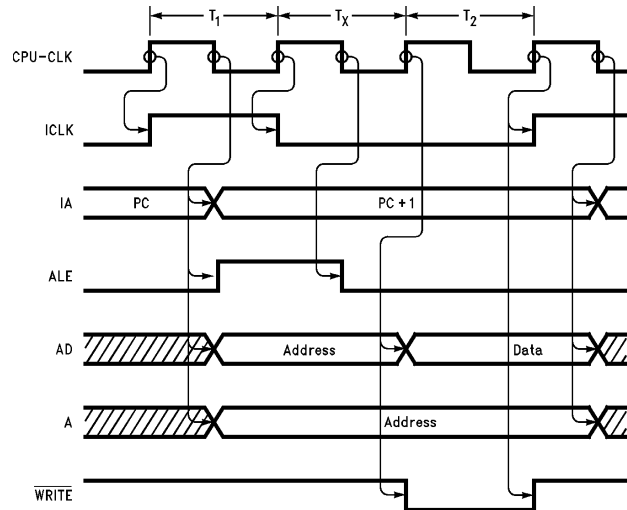 T1 TX T2
CPU-CLK
ICLK
IA PC PC + 1
ALE
AD Address Data
A Address
WRITE